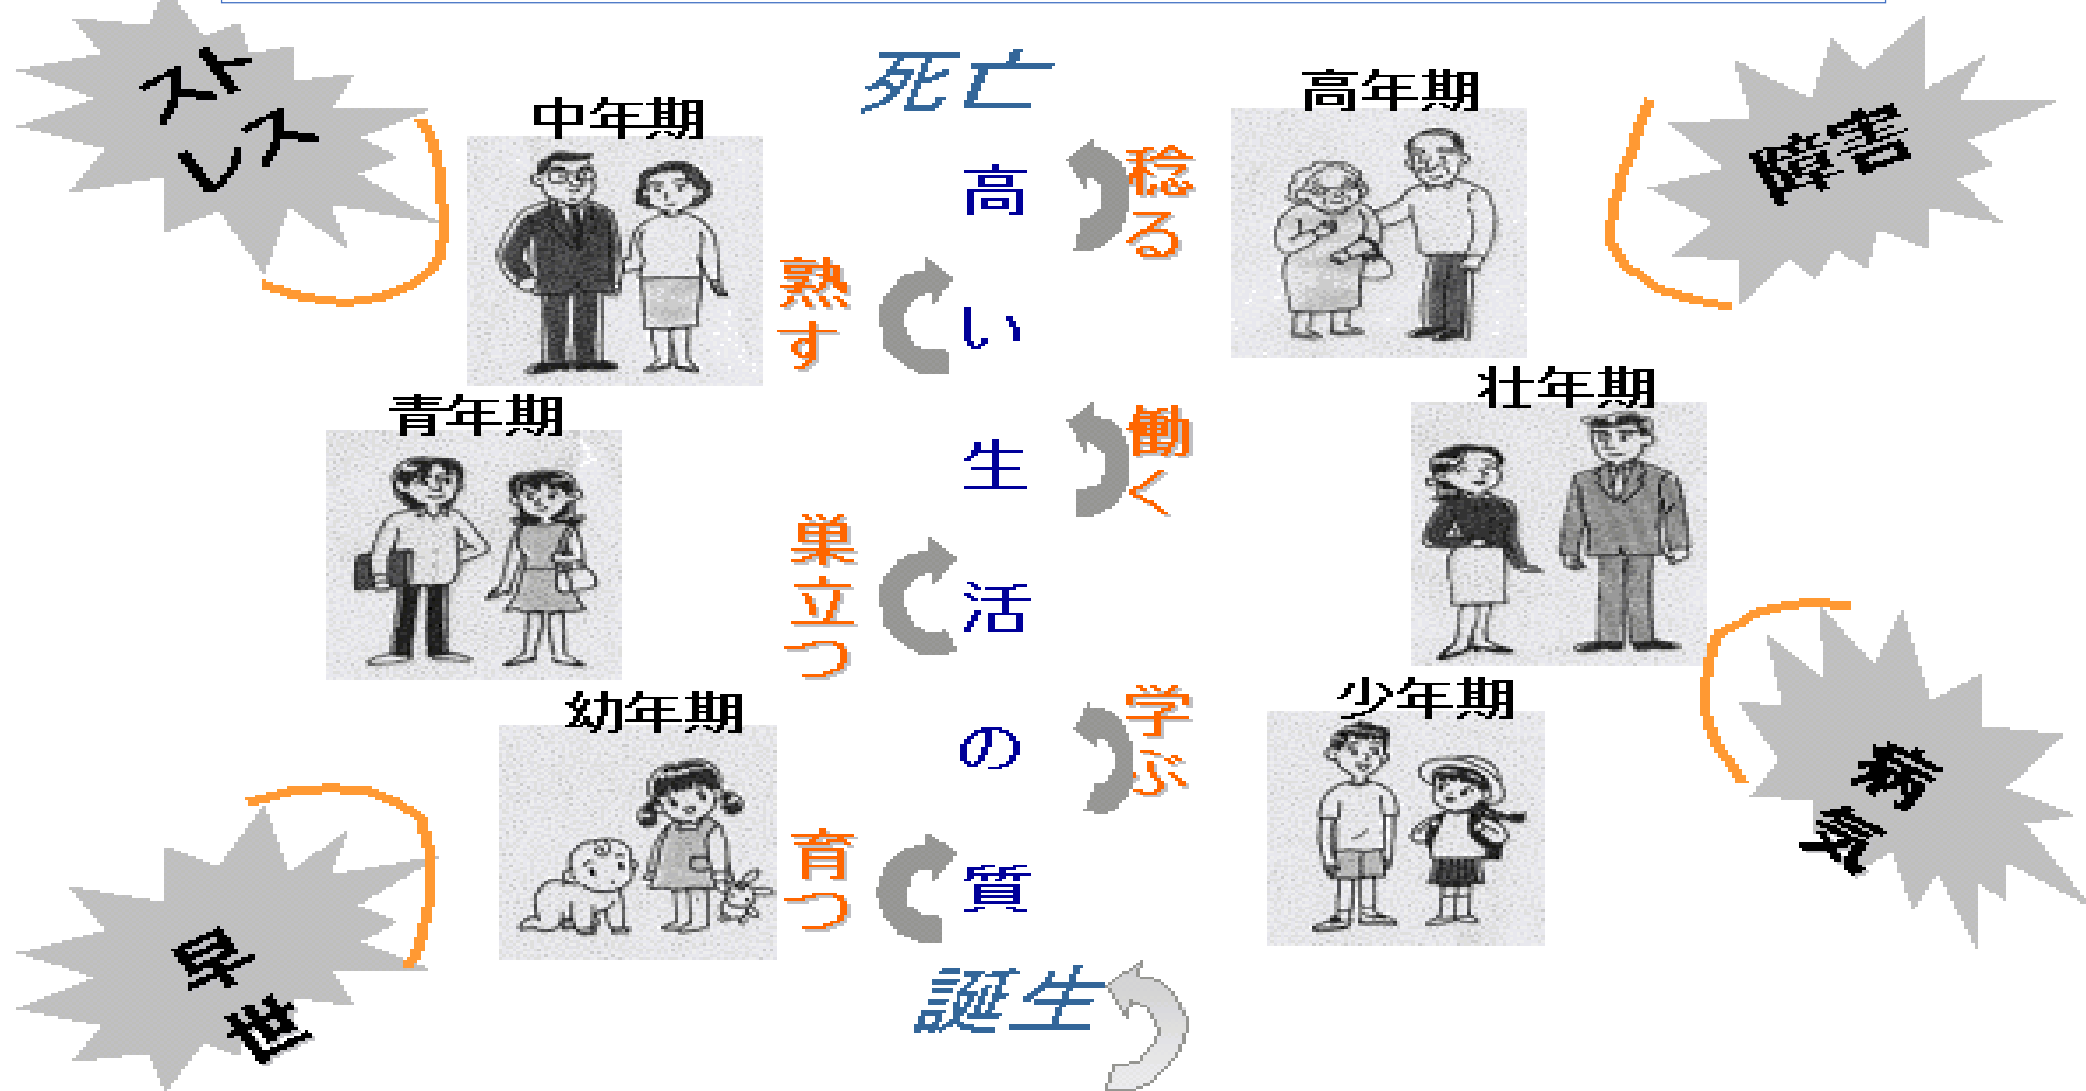 ストレス
障害
死亡
中年期
高年期
稔る
熟す
高い生活の質
青年期
壮年期
働く
巣立つ
幼年期
少年期
学ぶ
病気
育つ
早世
誕生